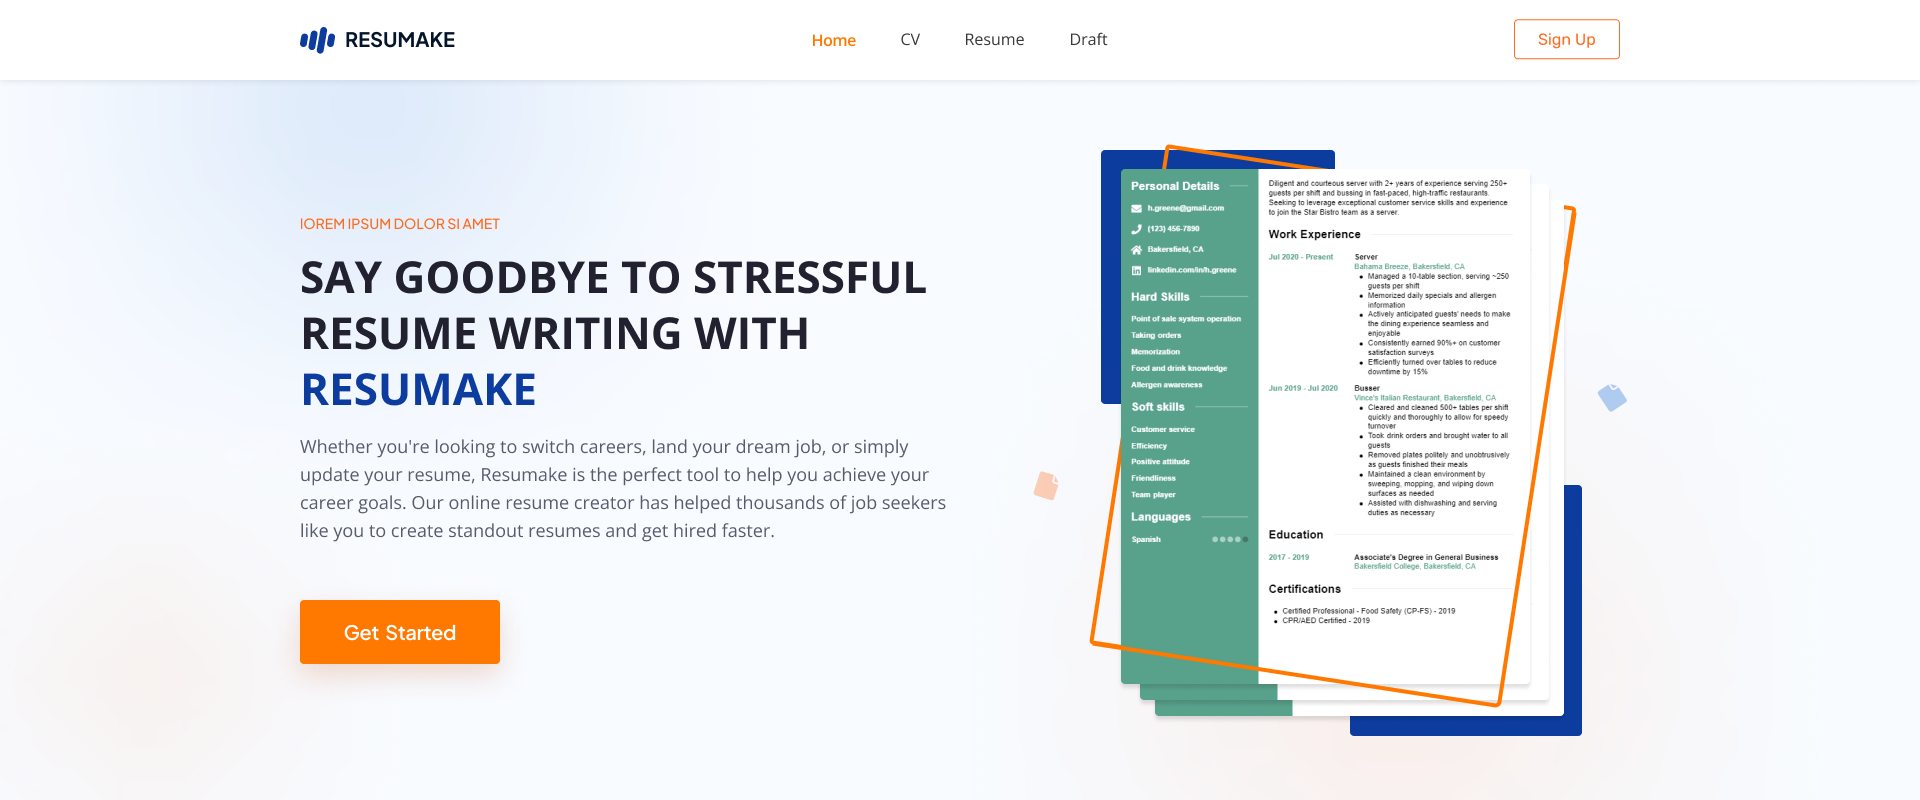 RESUMAKE
Home
CV
Resume
Draft
Sign Up
lOREM IPSUM DOLOR SI AMET
SAY GOODBYE TO STRESSFUL
RESUME WRITING WITH
RESUMAKE
Whether you're looking to switch careers, land your dream job, or simply
update your resume, Resumake is the perfect tool to help you achieve your
career goals. Our online resume creator has helped thousands of job seekers
like you to create standout resumes and get hired faster.
Get Started
Personal Details
h.greene@gmail.com
(123) 456-7890
Bakersfield, CA
linkedin.com/in/h.greene
Hard Skills
Point of sale system operation
Taking orders
Memorization
Food and drink knowledge
Allergen awareness
Soft skills
Customer service
Efficiency
Positive attitude
Friendliness
Team player
Languages
Spanish
Diligent and courteous server with 2+ years of experience serving 250+
guests per shift and bussing in fast-paced, high-traffic restaurants.
Seeking to leverage exceptional customer service skills and experience
to join the Star Bistro team as a server.
Work Experience
Jul 2020 - Present
Server
Bahama Breeze, Bakersfield, CA
Managed a 10-table section, serving ~250
guests per shift
Memorized daily specials and allergen
information
Actively anticipated guests' needs to make
the dining experience seamless and
enjoyable
Consistently earned 90%+ on customer
satisfaction surveys
Efficiently turned over tables to reduce
downtime by 15%
Jun 2019 - Jul 2020
Busser
Vince's Italian Restaurant, Bakersfield, CA
Cleared and cleaned 500+ tables per shift
quickly and thoroughly to allow for speedy
turnover
Took drink orders and brought water to all
guests
Removed plates politely and unobtrusively
as guests finished their meals
Maintained a clean environment by
sweeping, mopping, and wiping down
surfaces as needed
Assisted with dishwashing and serving
duties as necessary
Education
2017 - 2019
Associate's Degree in General Business
Bakersfield College, Bakersfield, CA
Certifications
Certified Professional - Food Safety (CP-FS) - 2019
CPR/AED Certified - 2019